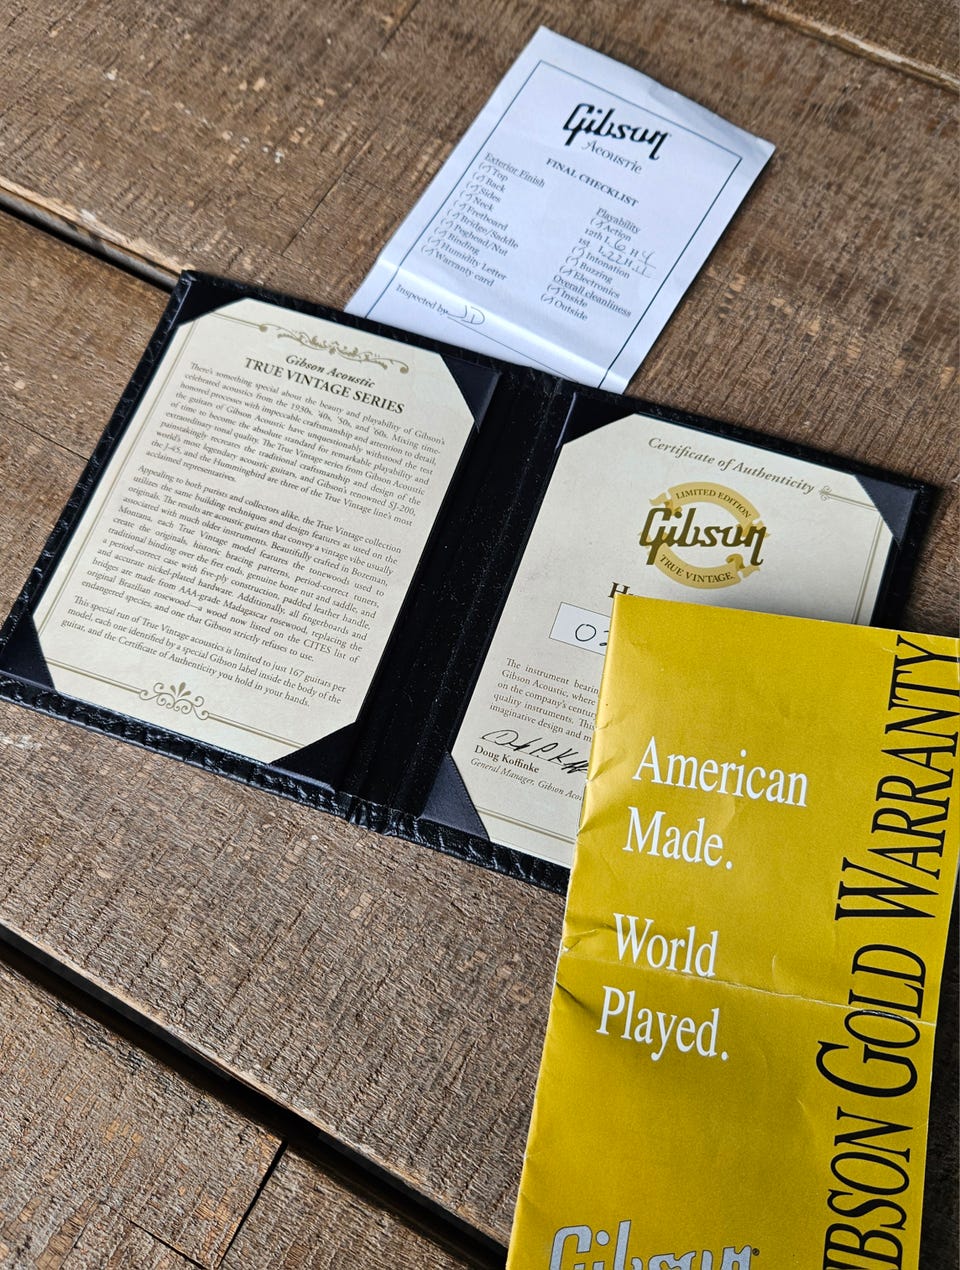 Gibson
Acoustic
FINAL CHECKLIST
Exterior Finish
(✓) Top
(✓) Back
(✓) Sides
(✓) Neck
(✓) Fretboard
(✓) Bridge/Saddle
(✓) Peghead/Nut
(✓) Binding
(✓) Humidity Letter
(✓) Warranty card
Inspected by JD
Playability
(✓) Action
12th L 6 H 4
1st L
(✓) Intonation
(✓) Buzzing
(✓) Electronics
Overall cleanliness
(✓) Inside
(✓) Outside
Gibson Acoustic
TRUE VINTAGE SERIES
There's something special about the beauty and playability of Gibson's
celebrated acoustics from the 1930s, '40s, '50s, and '60s. Mixing time-
honored processes with impeccable craftsmanship and attention to detail,
the guitars of Gibson Acoustic have unquestionably withstood the test
of time to become the absolute standard for remarkable playability and
extraordinary tonal quality. The True Vintage series from Gibson Acoustic
painstakingly recreates the traditional craftsmanship and design of the
world's most legendary acoustic guitars, and Gibson's renowned SJ-200,
the J-45, and the Hummingbird are three of the True Vintage line's most
acclaimed representatives.
Appealing to both purists and collectors alike, the True Vintage collection
utilizes the same building techniques and design features as used on the
originals. The results are acoustic guitars that convey a vintage vibe usually
associated with much older instruments. Beautifully crafted in Bozeman,
Montana, each True Vintage model features the rosewoods used to
create the originals, historic bracing patterns, period-correct tuners,
traditional binding over the fret end, genuine bone nut and saddle, and
a period-correct case with five-ply construction, padded leather handle,
and accurate nickel-plated hardware. Additionally, all fingerboards and
bridges are made from AAA-grade Madagascar rosewood, replacing the
original Brazilian rosewood—a wood now listed on the CITES list of
endangered species, and one that Gibson strictly refuses to use.
This special run of True Vintage acoustics is limited to just 167 guitars per
model, each one identified by a special Gibson label inside the body of the
guitar, and the Certificate of Authenticity you hold in your hands.
Certificate of Authenticity
LIMITED EDITION
Gibson
TRUE VINTAGE
H
03
The instrument bearin
Gibson Acoustic, where
on the company's centur
quality instruments. This
imaginative design and m
Doug Koffinke
General Manager, Gibson Acou
American
Made.
World
Played.
IBSON GOLD WARRANTY
Gibson